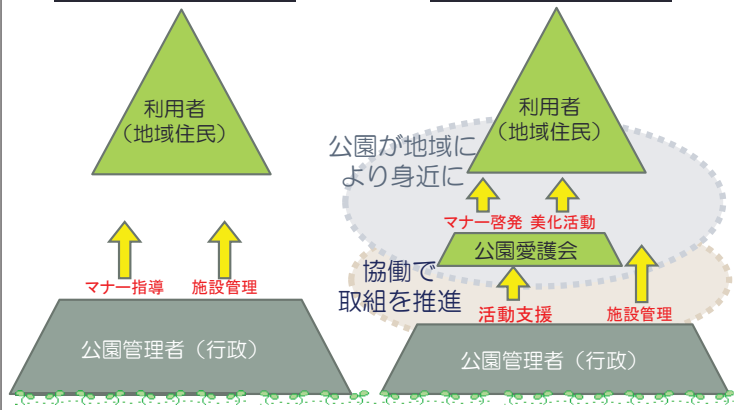 利用者
（地域住民）
マナー指導
施設管理
公園管理者（行政）
利用者
（地域住民）
公園が地域に
より身近に
マナー啓発
美化活動
公園愛護会
協働で
取組を推進
活動支援
施設管理
公園管理者（行政）